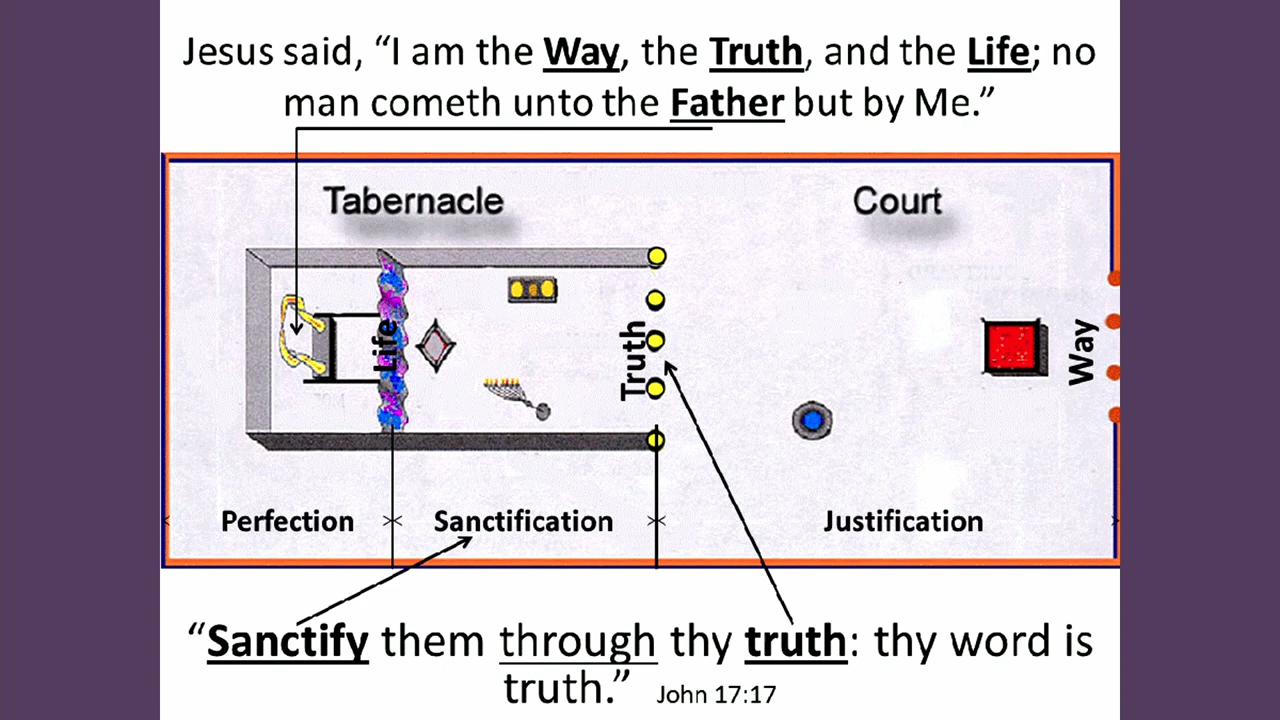 Jesus said, “I am the Way, the Truth, and the Life; no
man cometh unto the Father but by Me.”
Tabernacle
Court
Life
Truth
Way
Perfection
Sanctification
Justification
“Sanctify them through thy truth: thy word is
truth.” John 17:17